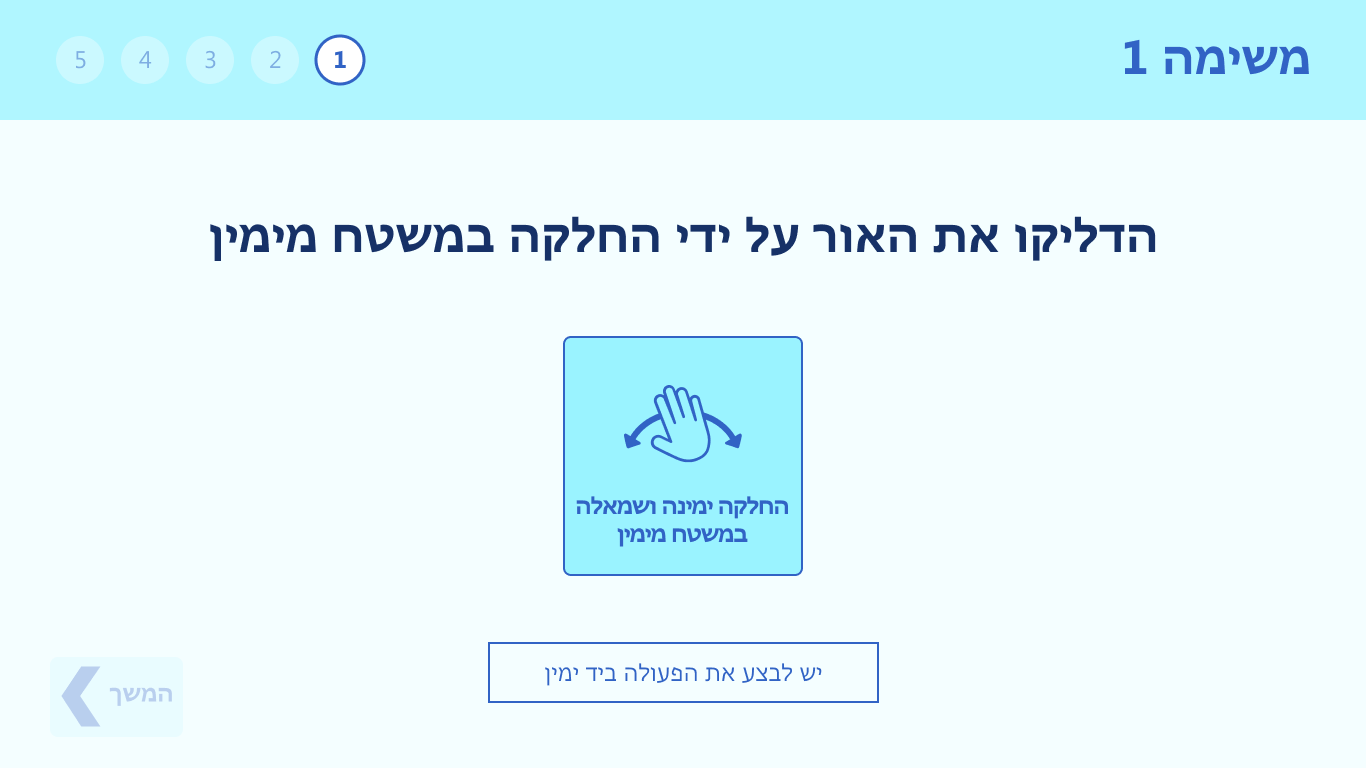 משימה 1
1
2
3
4
5
הדליקו את האור על ידי החלקה במשטח מימין
החלקה ימינה ושמאלה
במשטח מימין
יש לבצע את הפעולה ביד ימין
המשך